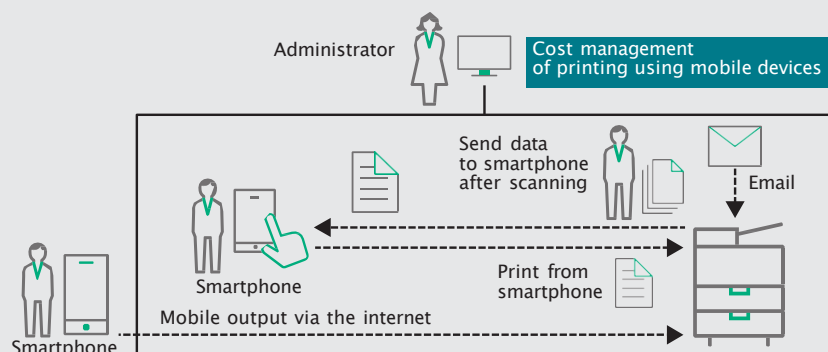 Administrator
Cost management
of printing using mobile devices
Send data
to smartphone
after scanning
Email
Smartphone
Print from
smartphone
Mobile output via the internet
Smartphone